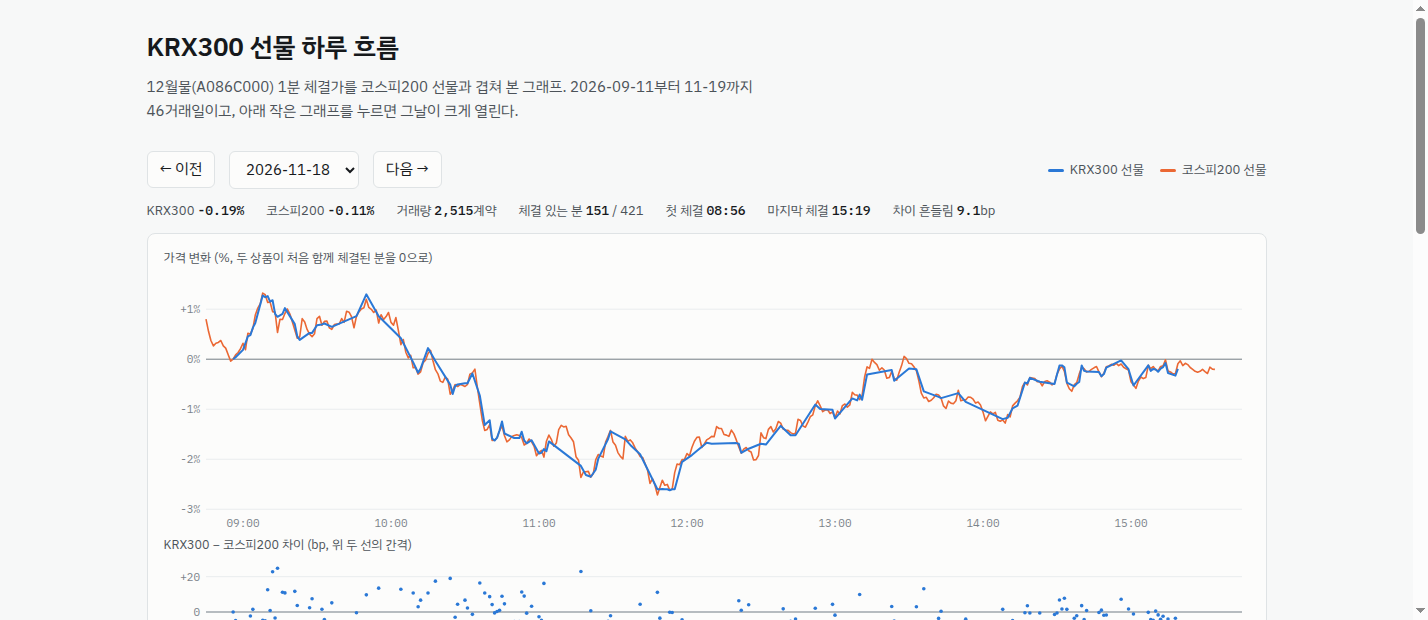 KRX300 선물 하루 흐름
12월물(A086C000) 1분 체결가를 코스피200 선물과 겹쳐 본 그래프. 2026-09-11부터 11-19까지
46거래일이고, 아래 작은 그래프를 누르면 그날이 크게 열린다.
← 이전 2026-11-18 다음 → KRX300 선물 코스피200 선물
KRX300 -0.19% 코스피200 -0.11% 거래량 2,515계약 체결 있는 분 151 / 421 첫 체결 08:56 마지막 체결 15:19 차이 흔들림 9.1bp
가격 변화 (%, 두 상품이 처음 함께 체결된 분을 0으로)
+1%
0%
-1%
-2%
-3%
09:00 10:00 11:00 12:00 13:00 14:00 15:00
KRX300 − 코스피200 차이 (bp, 위 두 선의 간격)
+20
0